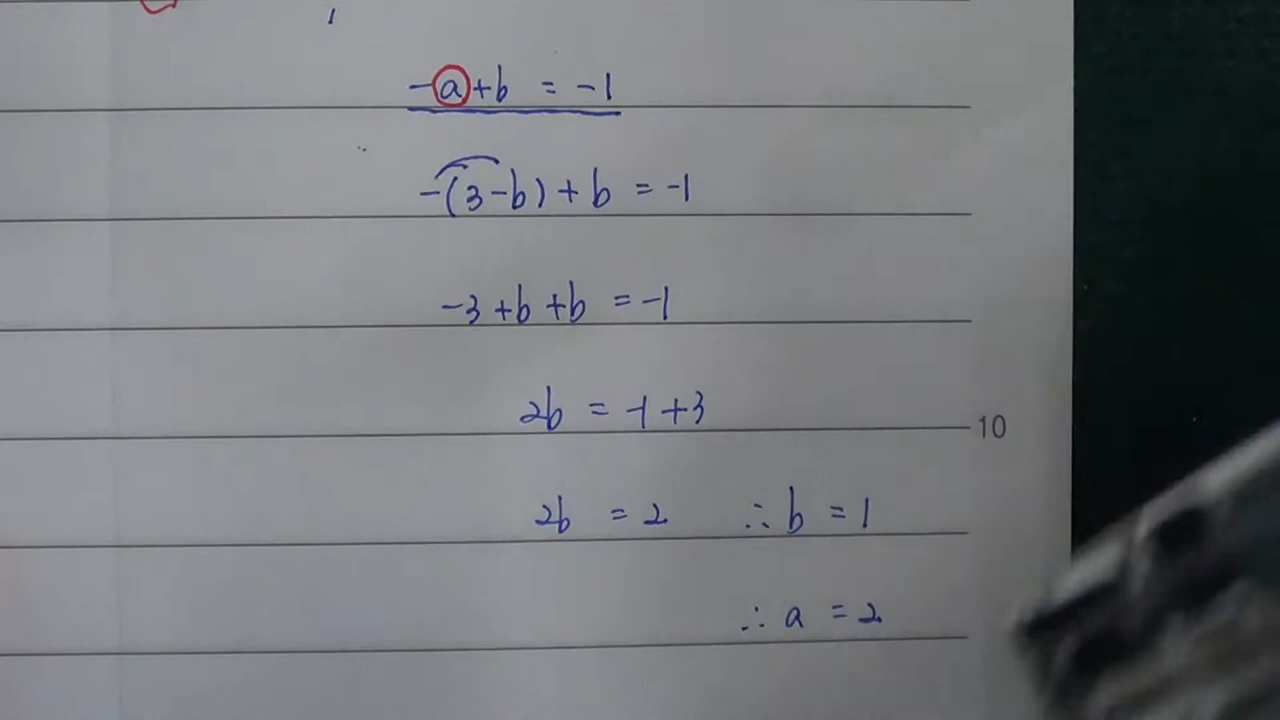 -a+b = -1
-(3-b)+b = -1
-3+b+b = -1
2b = -1+3
10
2b = 2 ∴ b = 1
∴ a = 2